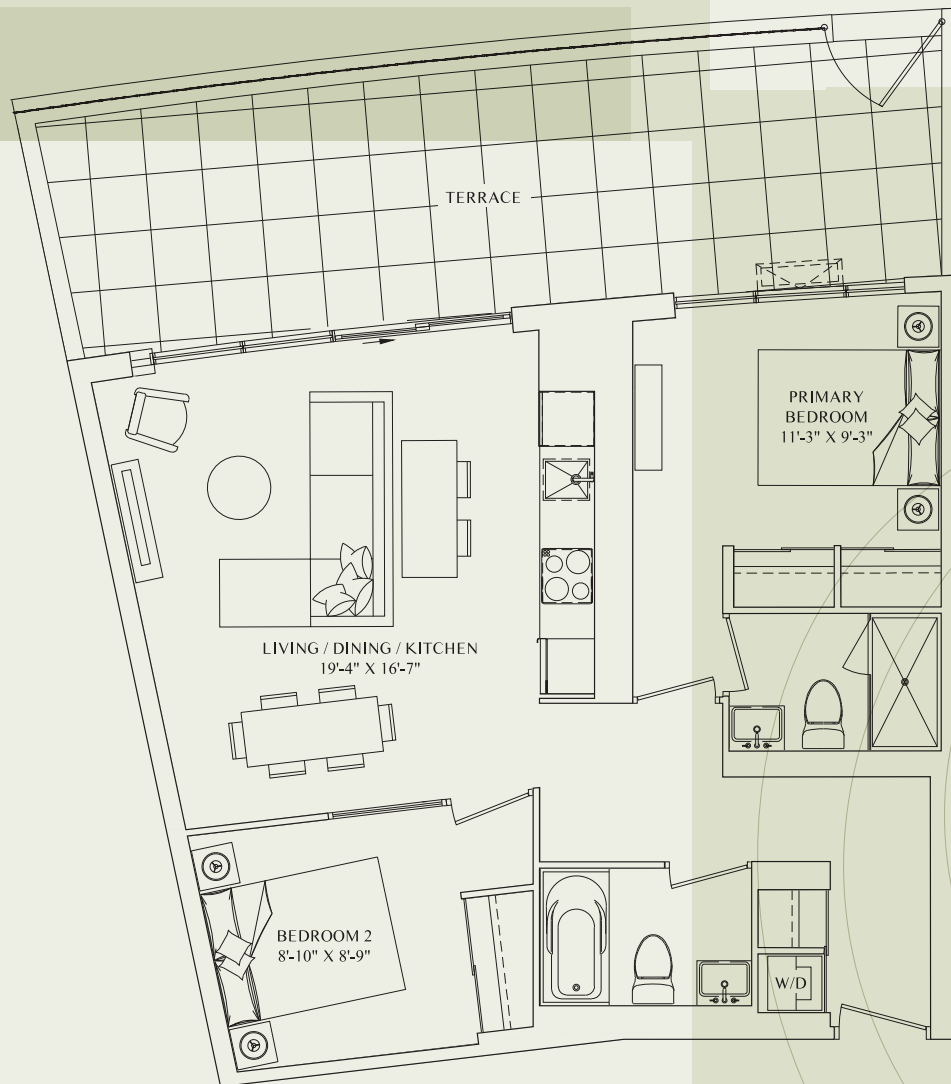 TERRACE
PRIMARY
BEDROOM
11'-3" X 9'-3"
LIVING / DINING / KITCHEN
19'-4" X 16'-7"
BEDROOM 2
8'-10" X 8'-9"
W/D